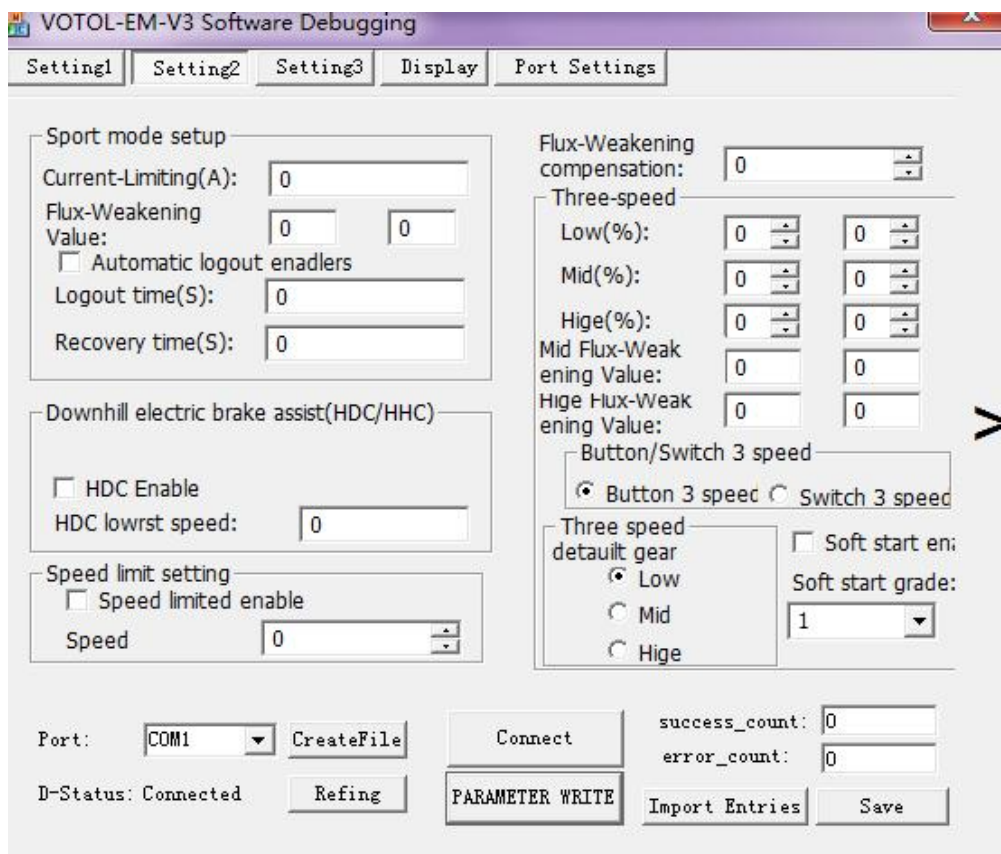 VOTOL-EM-V3 Software Debugging
X
Setting1 Setting2 Setting3 Display Port Settings
Sport mode setup
Current-Limiting(A): 0
Flux-Weakening
Value: 0 0
Automatic logout enadlers
Logout time(S): 0
Recovery time(S): 0
Downhill electric brake assist(HDC/HHC)
HDC Enable
HDC lowrst speed: 0
Speed limit setting
Speed limited enable
Speed 0
Flux-Weakening
compensation: 0
Three-speed
Low(%): 0 0
Mid(%): 0 0
Hige(%): 0 0
Mid Flux-Weak
ening Value: 0 0
Hige Flux-Weak
ening Value: 0 0
>
Button/Switch 3 speed
Button 3 speed Switch 3 speed
Three speed
detauilt gear
Low
Mid
Hige
Soft start ena
Soft start grade:
1
Port: COM1 CreateFile Connect success_count: 0
error_count: 0
D-Status: Connected Refing PARAMETER WRITE Import Entries Save